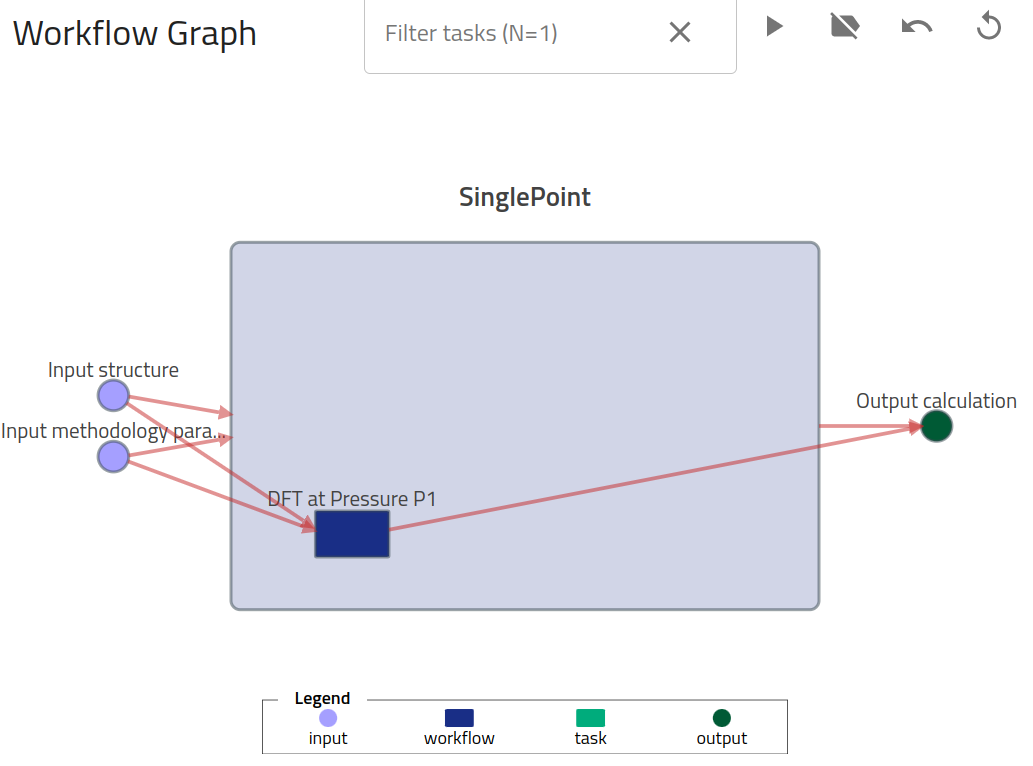 Workflow Graph
Filter tasks (N=1)
SinglePoint
Input structure
Output calculation
Input methodology para...
DFT at Pressure P1
Legend
input
workflow
task
output